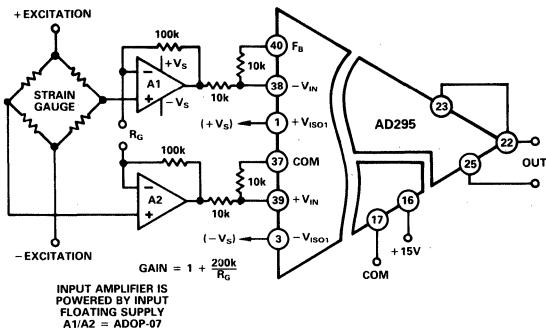 +EXCITATION
STRAIN
GAUGE
−EXCITATION
100k
+VS
−
A1
+
−VS
RG
10k
10k
100k
−
A2
+
10k
10k
40 FB
38 −VIN
(+VS) 1 +VISO1
37 COM
39 +VIN
(−VS) 3 −VISO1
AD295
23
22
25
OUT
16
17
+15V
COM
GAIN = 1 + 200k
RG
INPUT AMPLIFIER IS
POWERED BY INPUT
FLOATING SUPPLY
A1/A2 = ADOP-07